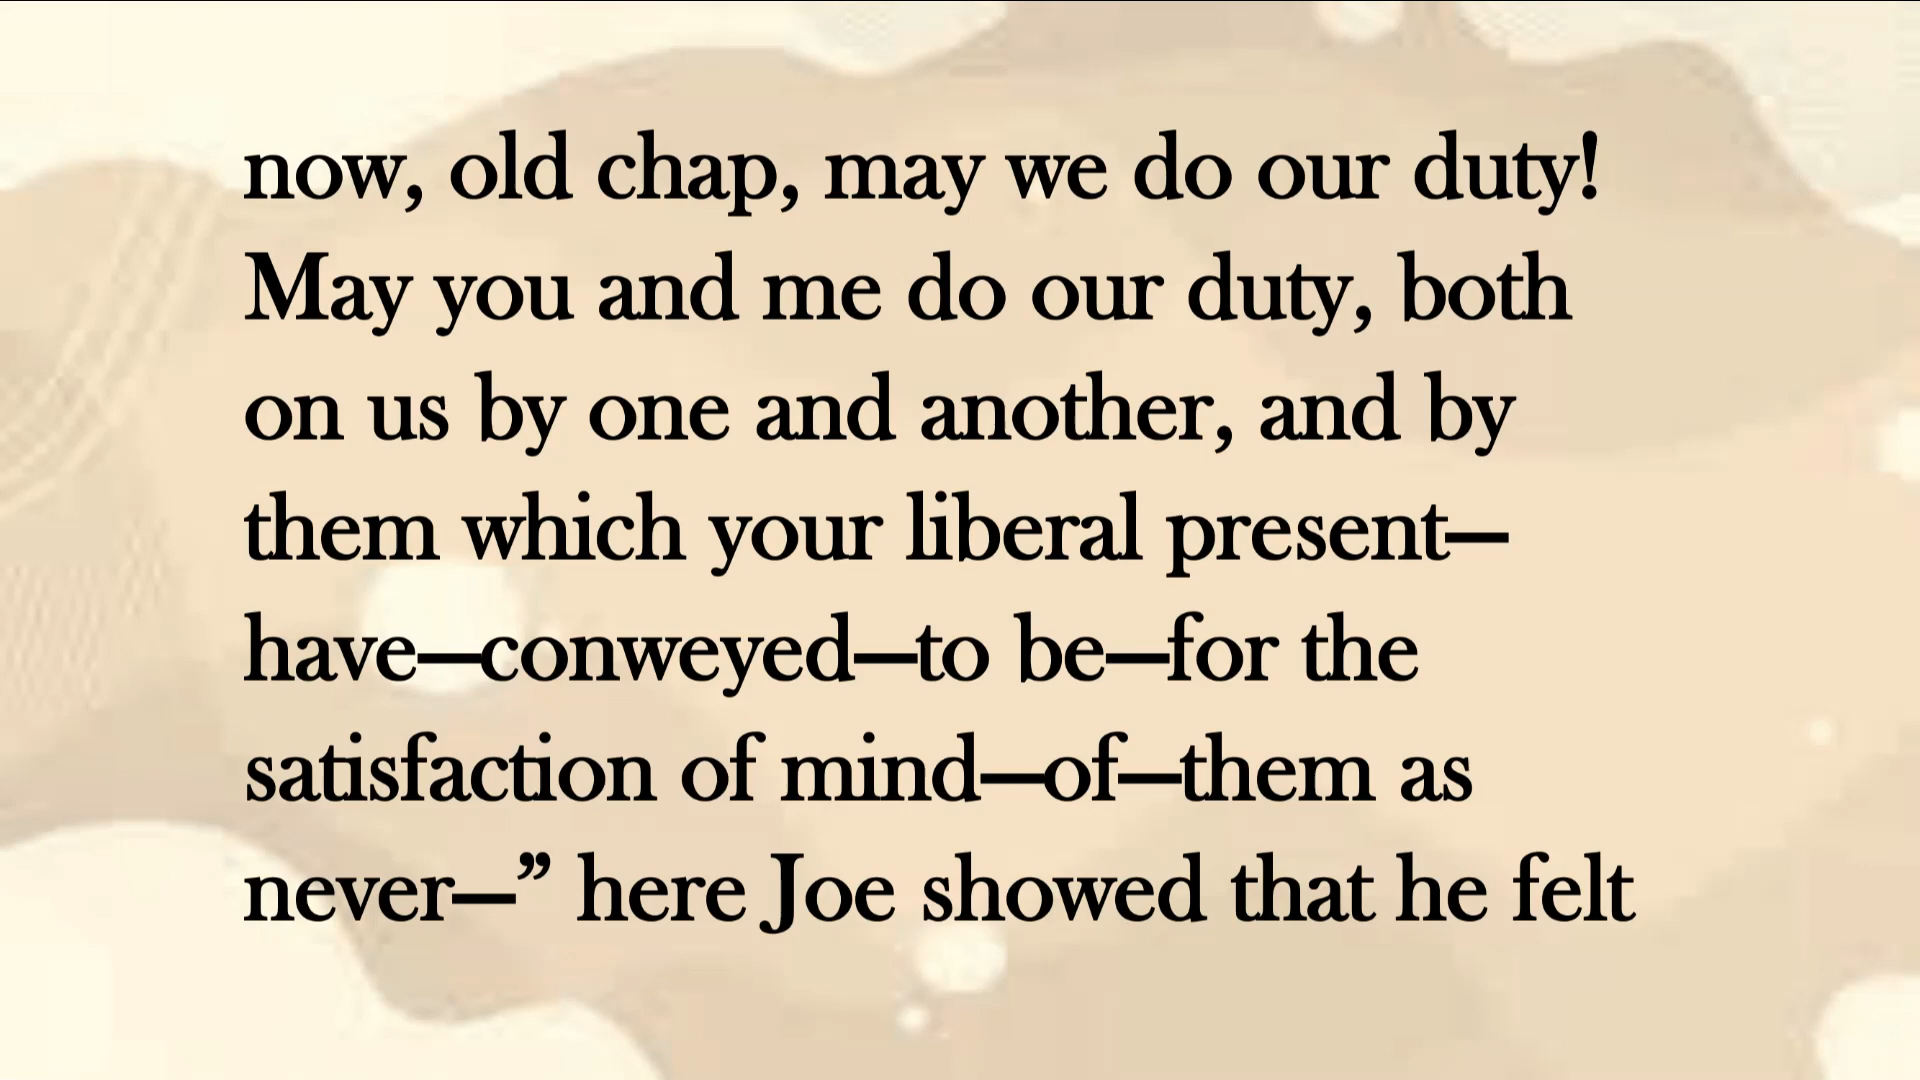 now, old chap, may we do our duty!
May you and me do our duty, both
on us by one and another, and by
them which your liberal present—
have—conweyed—to be—for the
satisfaction of mind—of—them as
never—” here Joe showed that he felt